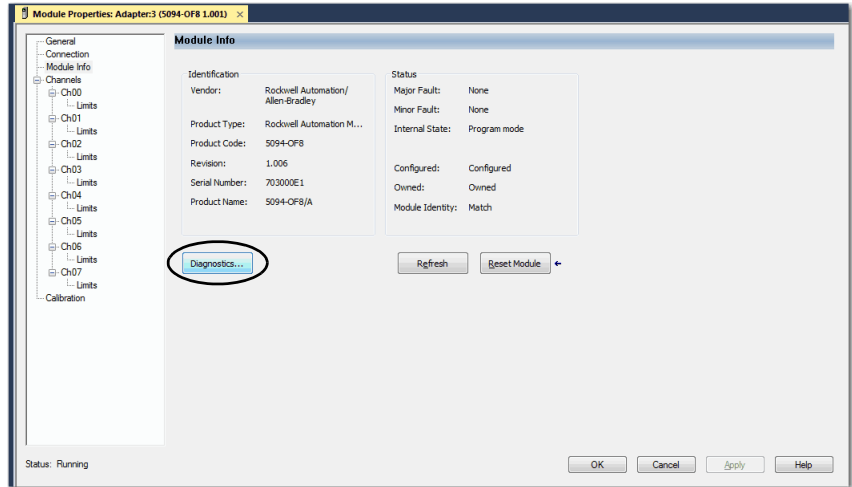 Module Properties: Adapter:3 (5094-OF8 1.001) ×
General
Connection
Module Info
Channels
Ch00
Limits
Ch01
Limits
Ch02
Limits
Ch03
Limits
Ch04
Limits
Ch05
Limits
Ch06
Limits
Ch07
Limits
Calibration
Module Info
Identification
Vendor: Rockwell Automation/
Allen-Bradley
Product Type: Rockwell Automation M...
Product Code: 5094-OF8
Revision: 1.006
Serial Number: 703000E1
Product Name: 5094-OF8/A
Status
Major Fault: None
Minor Fault: None
Internal State: Program mode
Configured: Configured
Owned: Owned
Module Identity: Match
Diagnostics... Refresh Reset Module ←
Status: Running OK Cancel Apply Help